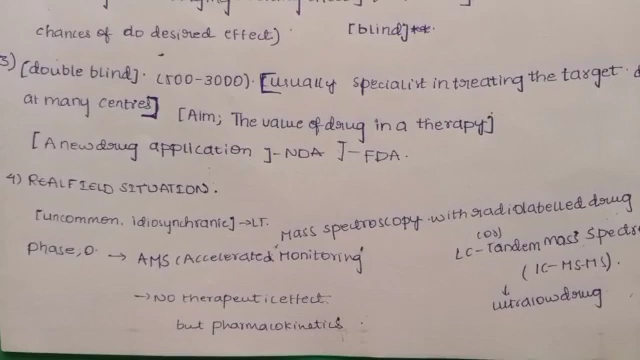 chances of do desired effect) [blind]**
3) [double blind]. (500-3000). [usually specialist in treating the target
at many centres] [Aim; The value of drug in a therapy]
[A new drug application ]-NDA ]-FDA.
4) REALFIELD SITUATION.
[uncommon, idiosynchranic]→LT.
Mass spectroscopy with radiolabelled drug
(or)
phase, 0. → AMS (Accelerated Monitoring
LC-Tandem mass Spectr
(LC-MS-MS).
→ No therapeutic effect.
ultralow drug
but pharmacokinetics.